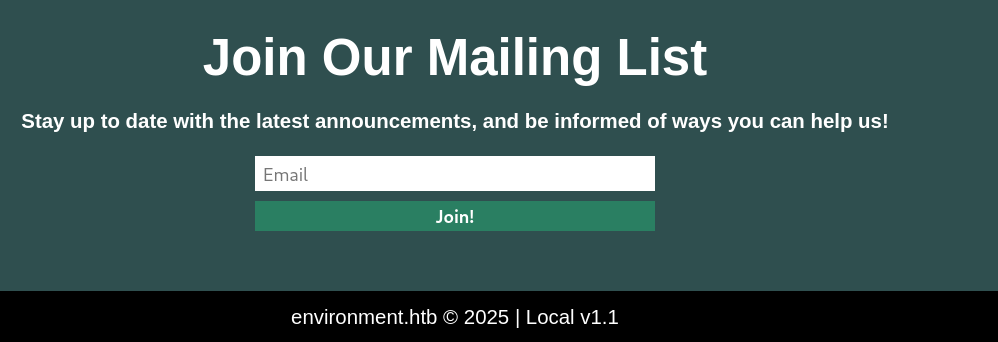 Join Our Mailing List
Stay up to date with the latest announcements, and be informed of ways you can help us!
Email
Join!
environment.htb © 2025 | Local v1.1